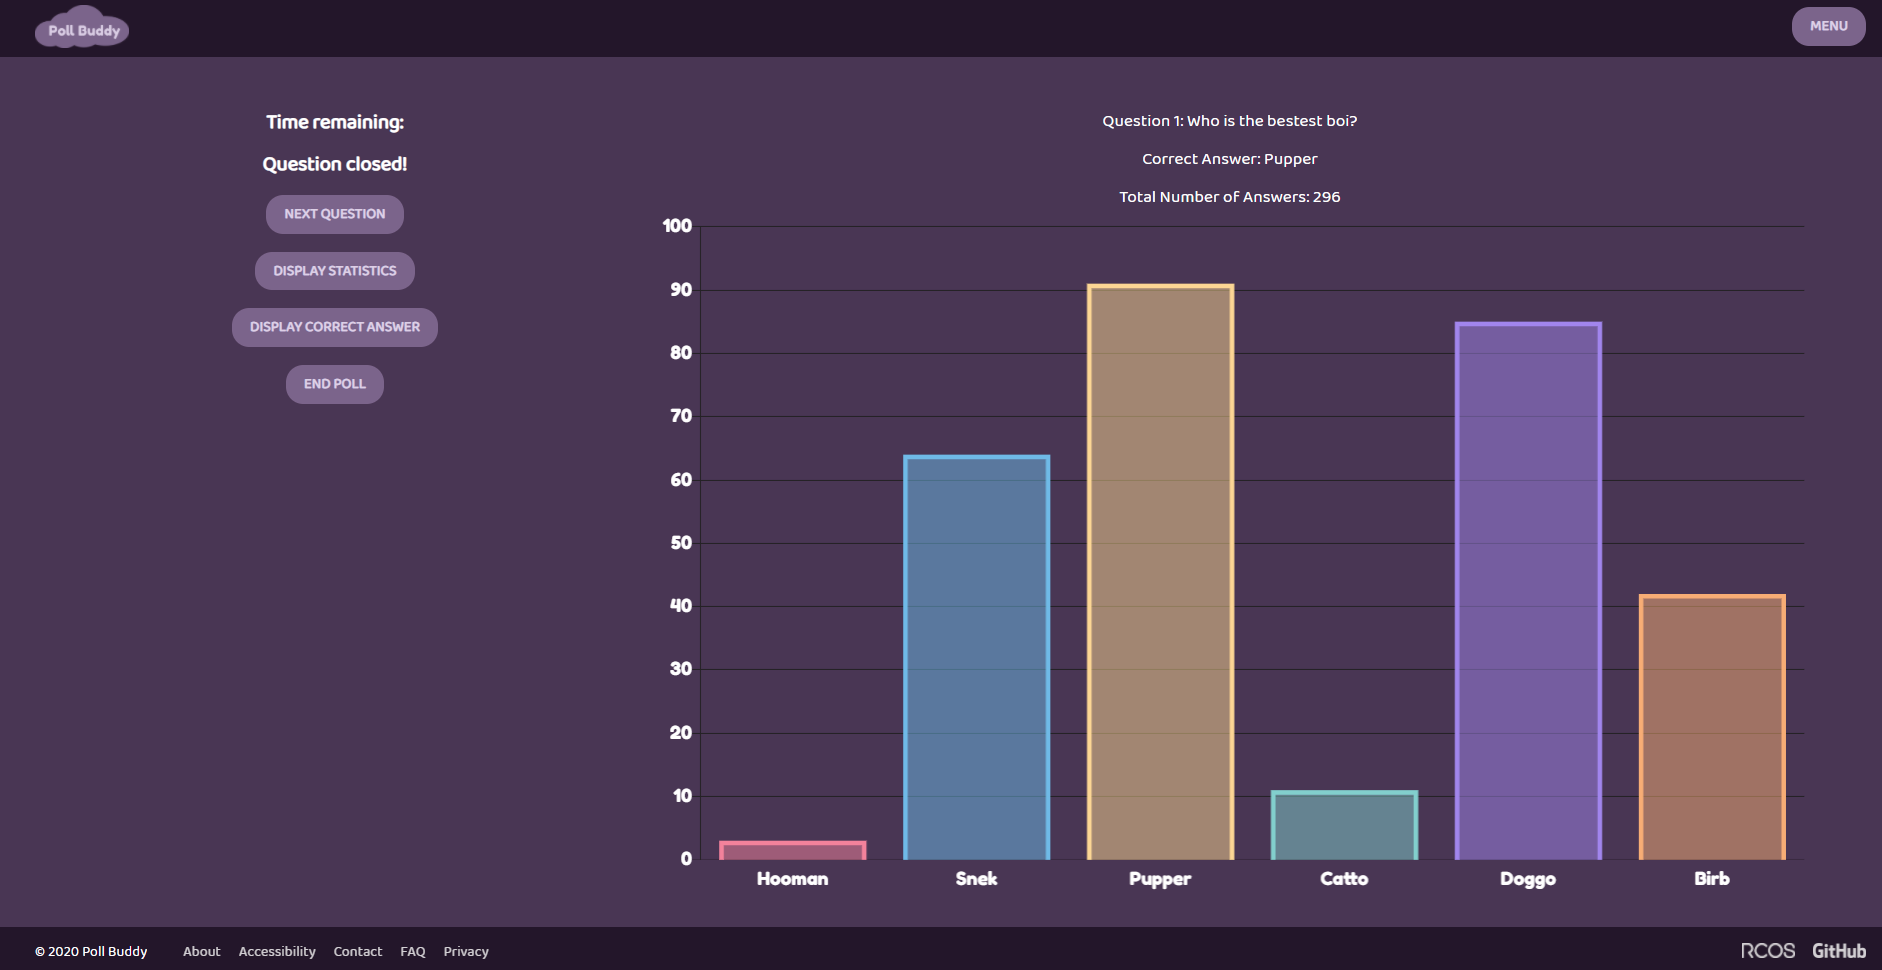 Poll Buddy
MENU
Time remaining:
Question closed!
NEXT QUESTION
DISPLAY STATISTICS
DISPLAY CORRECT ANSWER
END POLL
Question 1: Who is the bestest boi?
Correct Answer: Pupper
Total Number of Answers: 296
100
90
80
70
60
50
40
30
20
10
0
Hooman Snek Pupper Catto Doggo Birb
© 2020 Poll Buddy About Accessibility Contact FAQ Privacy RCOS GitHub